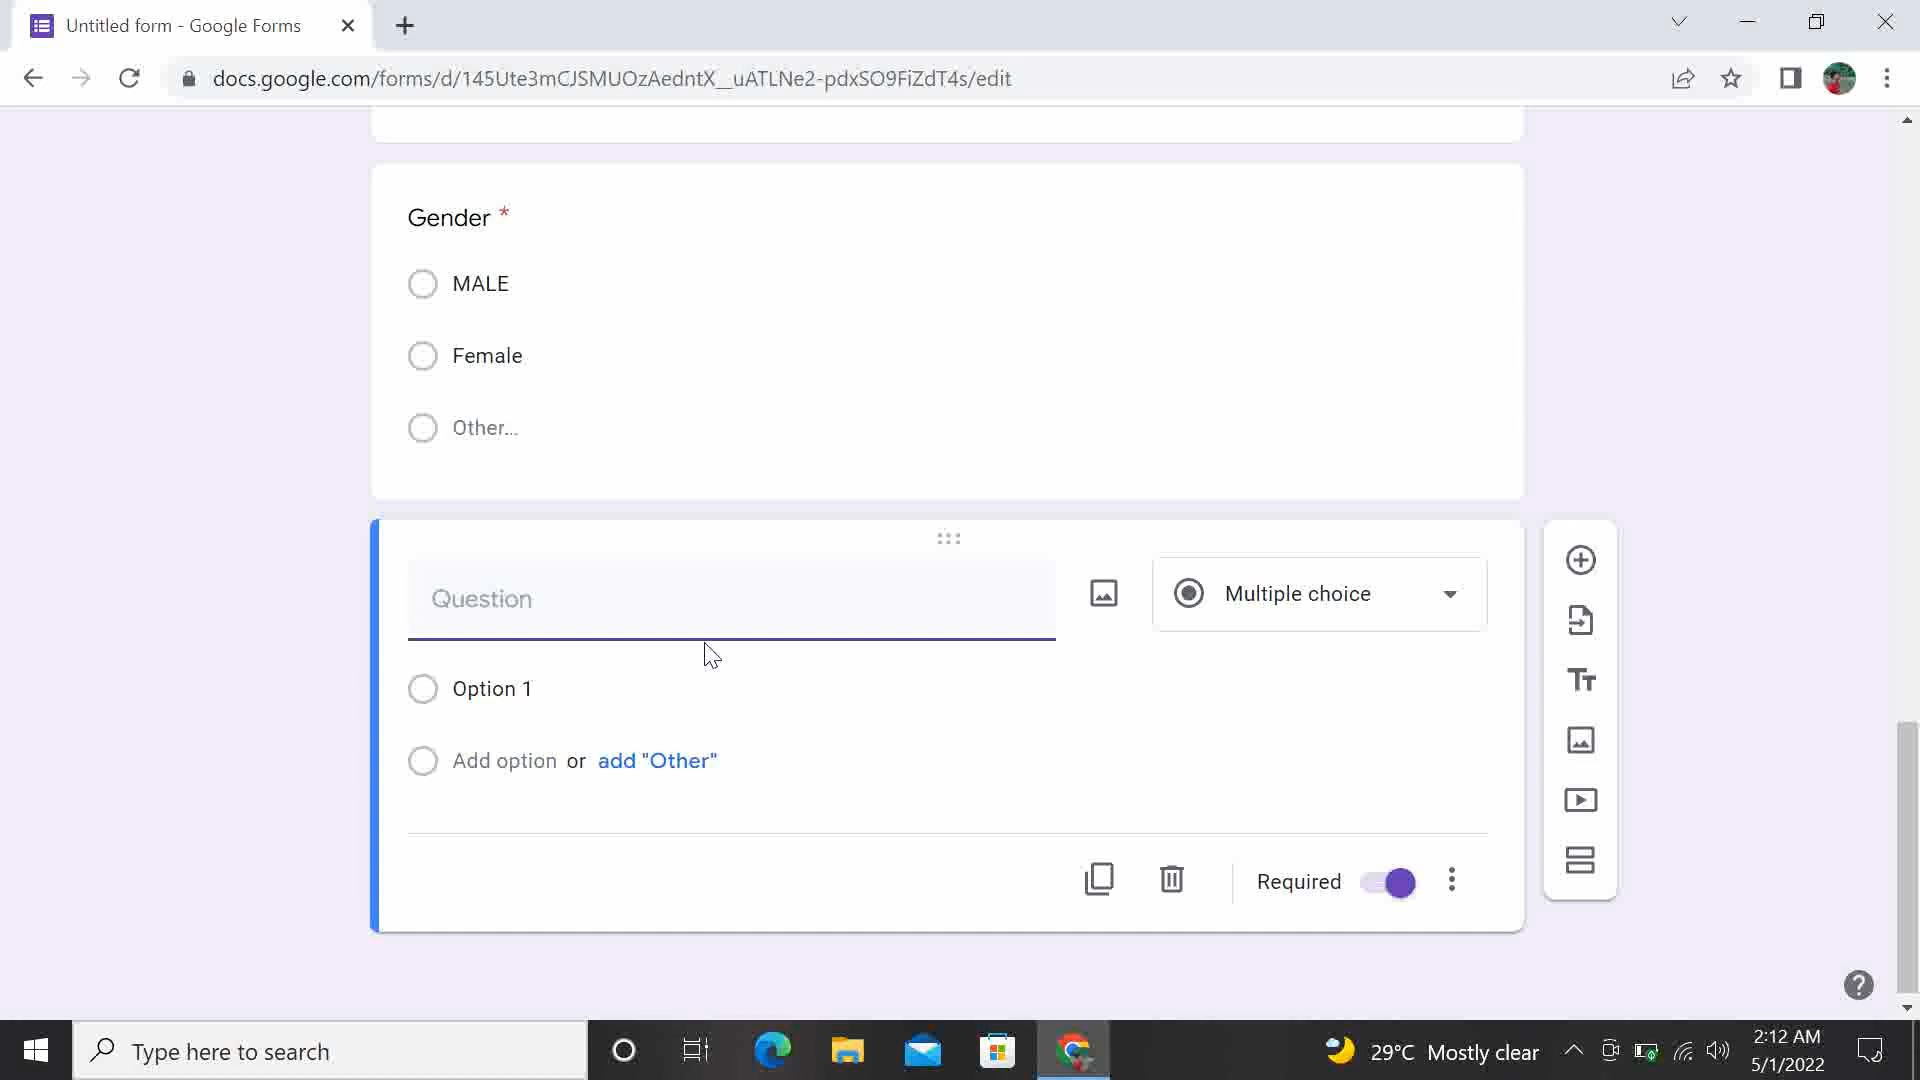 Untitled form - Google Forms
docs.google.com/forms/d/145Ute3mCJSMUOzAedntX__uATLNe2-pdxSO9FiZdT4s/edit
Gender *
MALE
Female
Other...
Question
Multiple choice
Option 1
Add option or add "Other"
Required
Type here to search
29°C Mostly clear
2:12 AM
5/1/2022